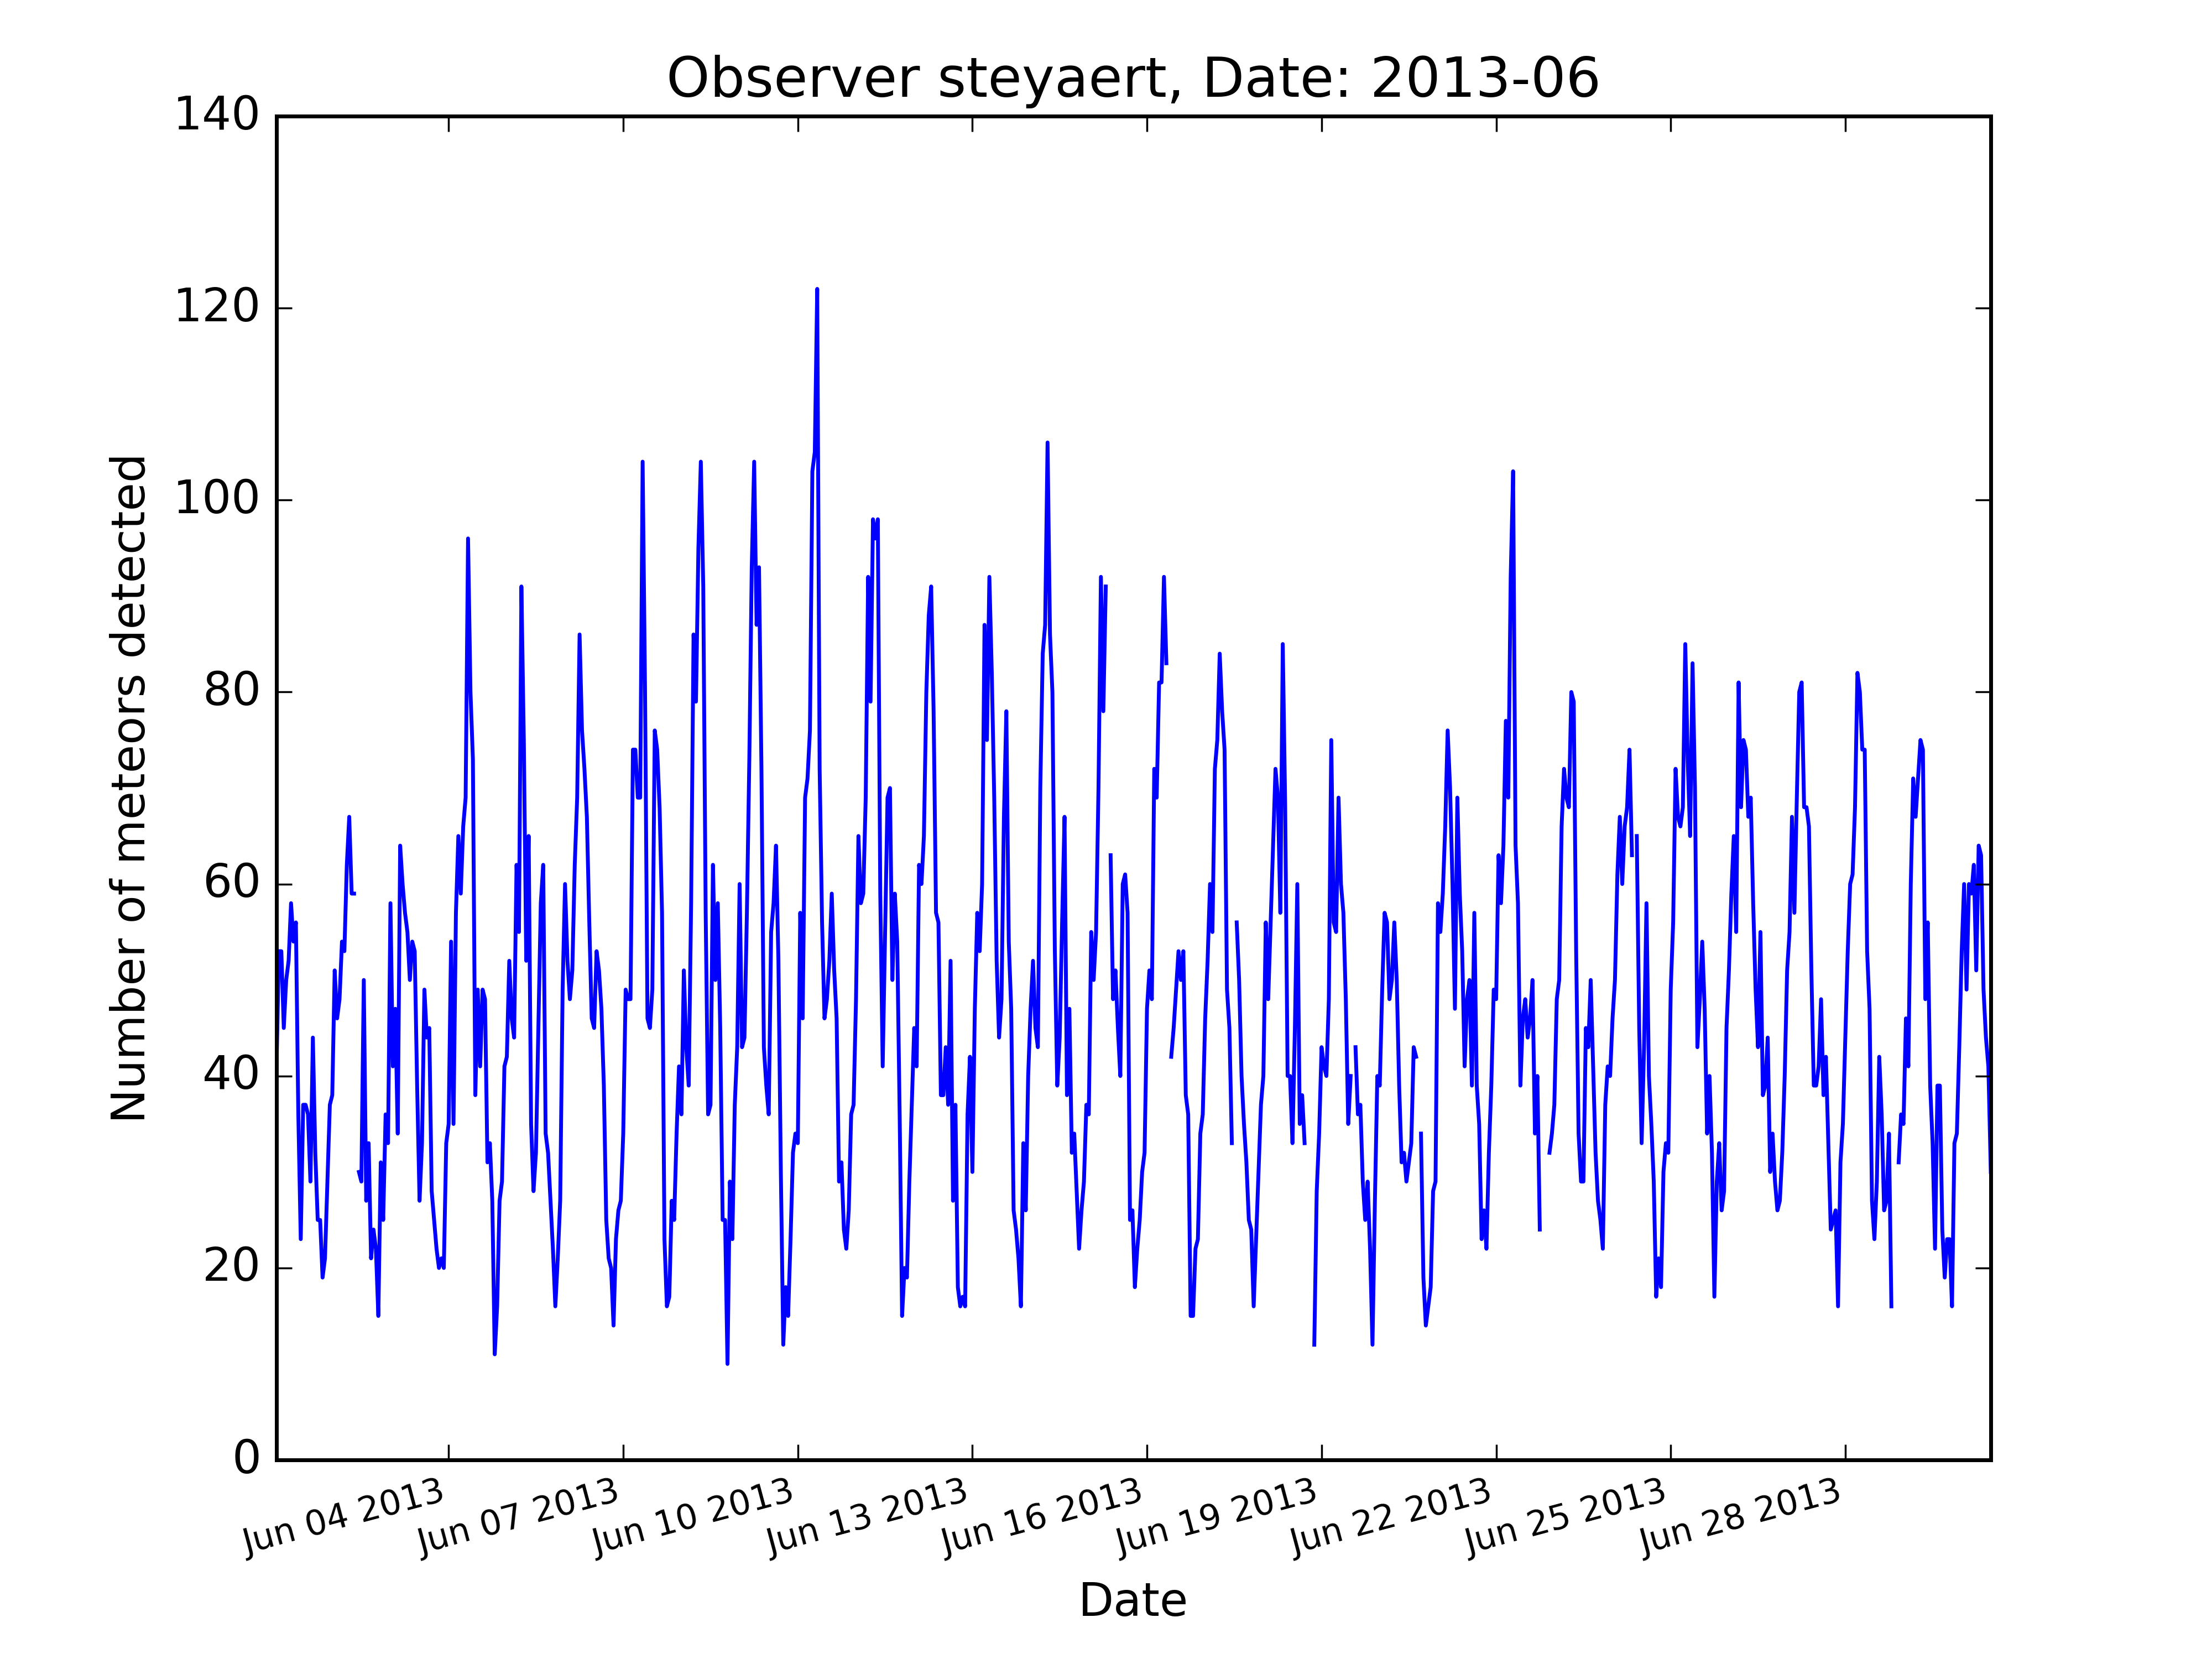 Observer steyaert, Date: 2013-06
140
120
100
80
60
40
20
0
Number of meteors detected
Jun 04 2013
Jun 07 2013
Jun 10 2013
Jun 13 2013
Jun 16 2013
Jun 19 2013
Jun 22 2013
Jun 25 2013
Jun 28 2013
Date